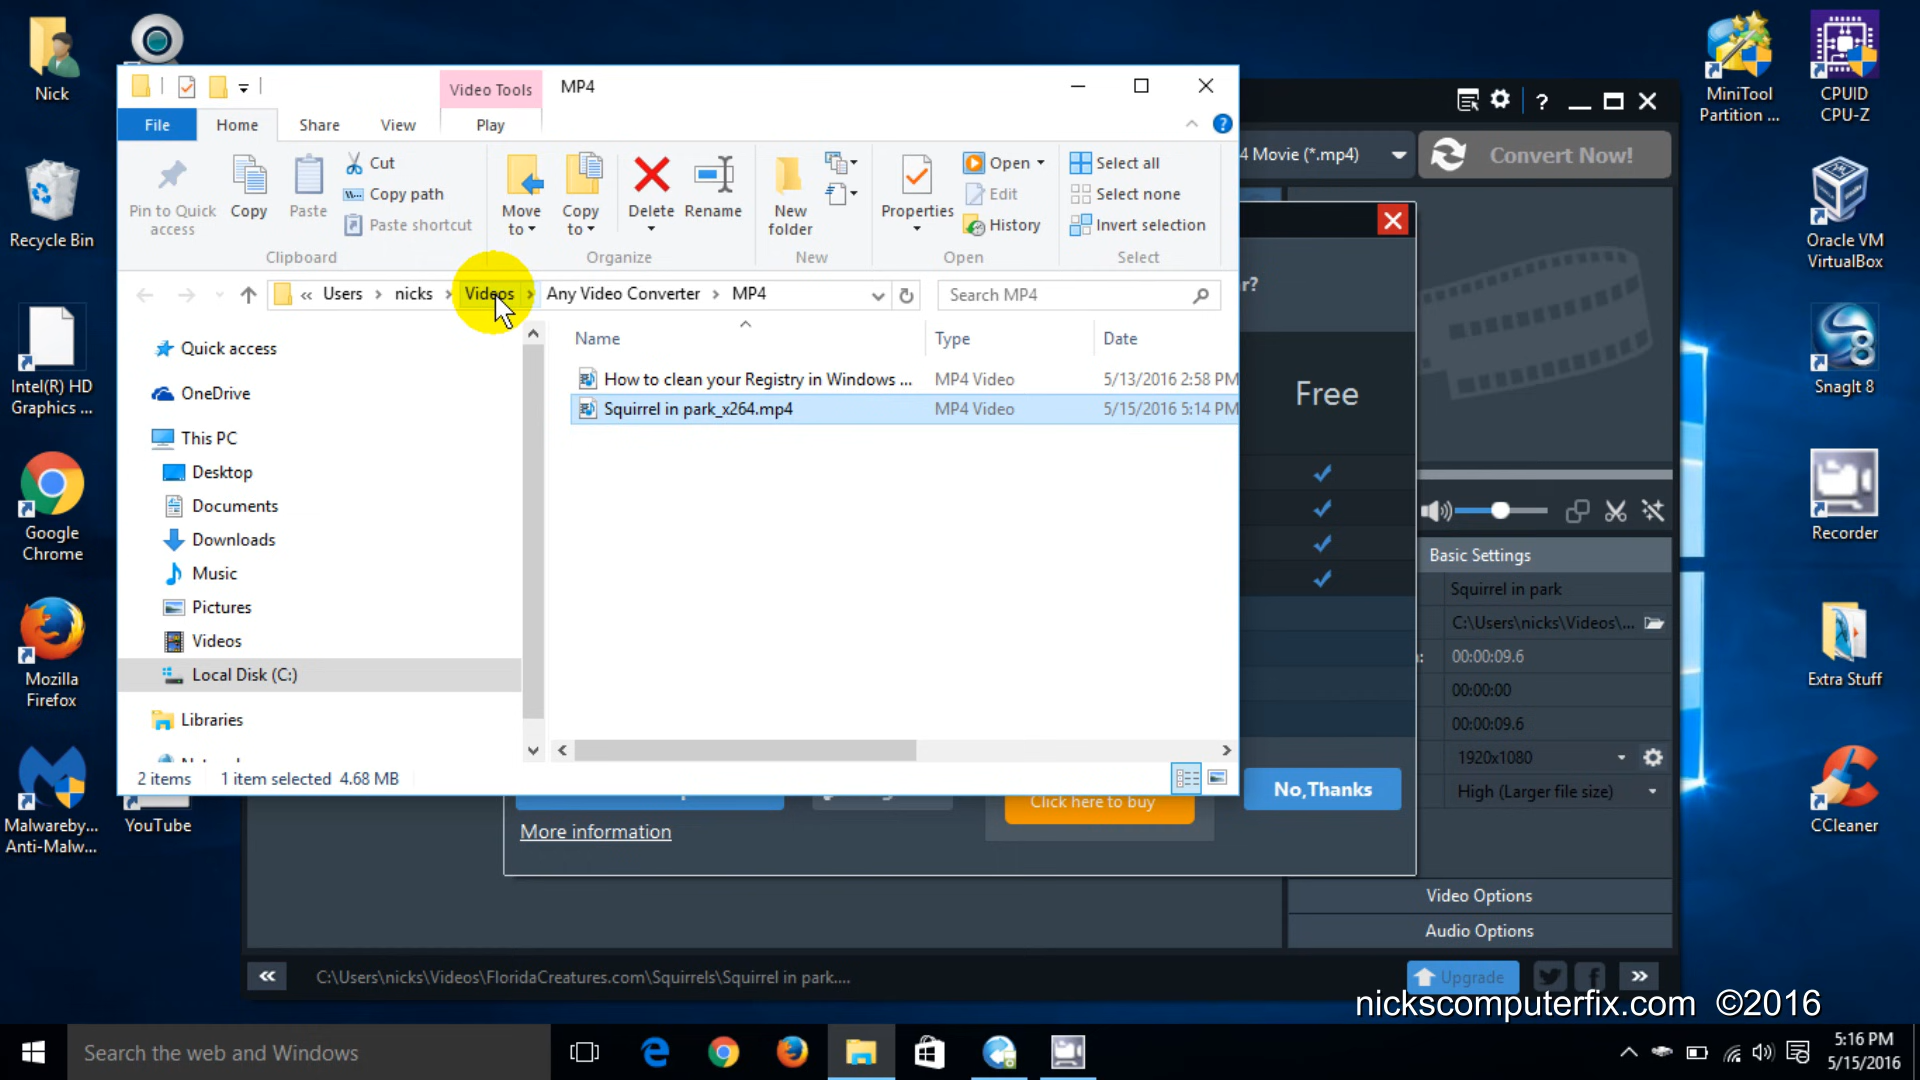 Nick
Recycle Bin
Intel(R) HD
Graphics ...
Google
Chrome
Mozilla
Firefox
Malwareby...
Anti-Malw...
YouTube
Video Tools
MP4
File
Home
Share
View
Play
Pin to Quick
access
Copy
Paste
Cut
Copy path
Paste shortcut
Clipboard
Move
to
Copy
to
Delete
Rename
Organize
New
folder
New
Properties
Open
Edit
History
Open
Select all
Select none
Invert selection
Select
« Users > nicks > Videos > Any Video Converter > MP4
Search MP4
Quick access
OneDrive
This PC
Desktop
Documents
Downloads
Music
Pictures
Videos
Local Disk (C:)
Libraries
Name
Type
Date
How to clean your Registry in Windows ...
MP4 Video
5/13/2016 2:58 PM
Squirrel in park_x264.mp4
MP4 Video
5/15/2016 5:14 PM
2 items
1 item selected 4.68 MB
?
4 Movie (*.mp4)
Convert Now!
r?
Free
No,Thanks
Click here to buy
More information
Basic Settings
Squirrel in park
C:\Users\nicks\Videos\...
00:00:09.6
00:00:00
00:00:09.6
1920x1080
High (Larger file size)
Video Options
Audio Options
C:\Users\nicks\Videos\FloridaCreatures.com\Squirrels\Squirrel in park....
Upgrade
MiniTool
Partition ...
CPUID
CPU-Z
Oracle VM
VirtualBox
SnagIt 8
Recorder
Extra Stuff
CCleaner
nickscomputerfix.com ©2016
Search the web and Windows
5:16 PM
5/15/2016